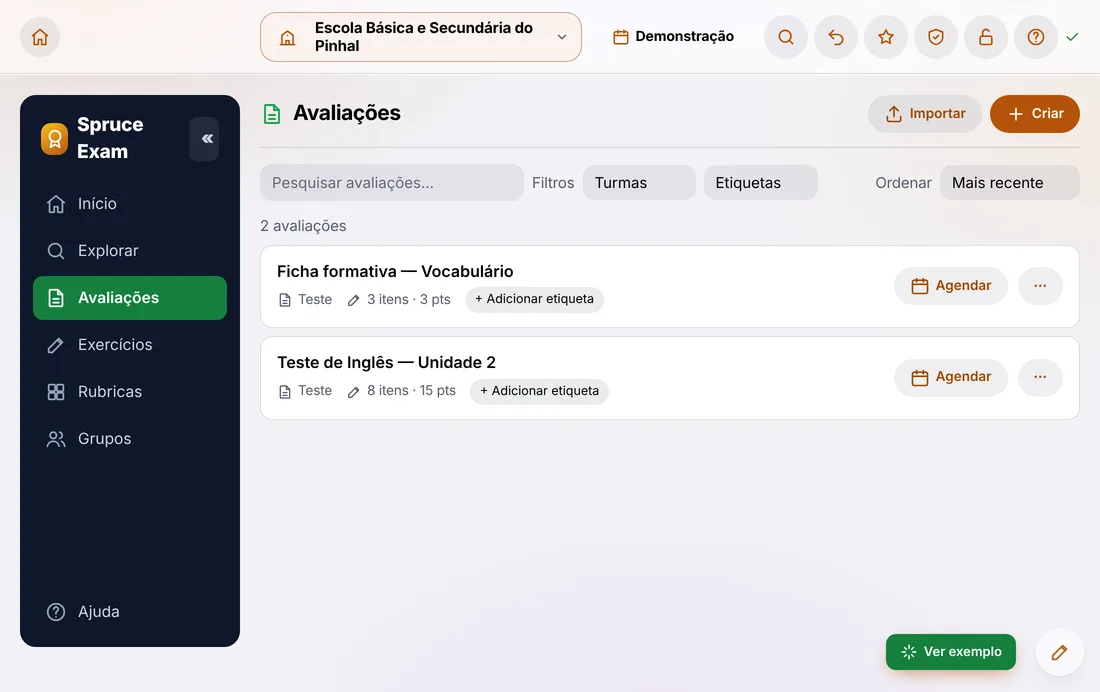 Escola Básica e Secundária do
Pinhal
Demonstração
Spruce
Exam
«
Início
Explorar
Avaliações
Exercícios
Rubricas
Grupos
Ajuda
Avaliações
Importar
+ Criar
Pesquisar avaliações...
Filtros
Turmas
Etiquetas
Ordenar
Mais recente
2 avaliações
Ficha formativa — Vocabulário
Teste 3 itens · 3 pts + Adicionar etiqueta
Agendar
...
Teste de Inglês — Unidade 2
Teste 8 itens · 15 pts + Adicionar etiqueta
Agendar
...
Ver exemplo